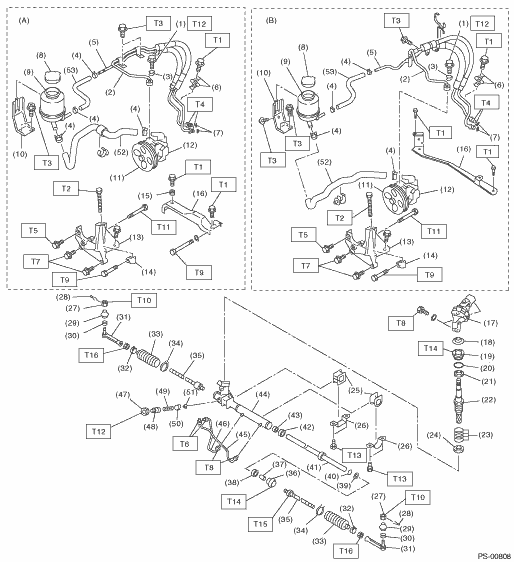 (A)
T3
(1)
T12
(8)
(5)
(4)
T1
(9)
(53)
(4)
(3)
(2)
(6)
(4)
T4
(7)
(4)
(4)
(10)
T3
(52)
(12)
(11)
T1
T2
(15)
(16)
T1
T11
T5
(13)
T7
(14)
T9
T9
(B)
T3
(1)
T12
(8)
(5)
T1
(9)
(4)
(53)
(4)
(3)
(10)
(2)
(6)
T4
(7)
(4)
T3
T3
(4)
T1
(52)
(16)
T1
(11)
(12)
T2
T5
T11
(13)
T7
(14)
T9
(28)
T10
(27)
(29)
(31)
(30)
(33)
(34)
T16
(32)
(35)
(47)
(49)
(51)
(44)
(25)
T12
(48)
(50)
(46)
(43)
(42)
(25)
T6
(45)
(26)
T8
T13
(37)
(41)
(40)
(38)
(36)
(39)
T13
T14
(27)
T10
T15
(35)
(32)
(28)
(34)
(29)
(33)
(30)
T16
(31)
T8
(17)
(18)
T14
(19)
(20)
(21)
(22)
(24)
(23)
PS-00808